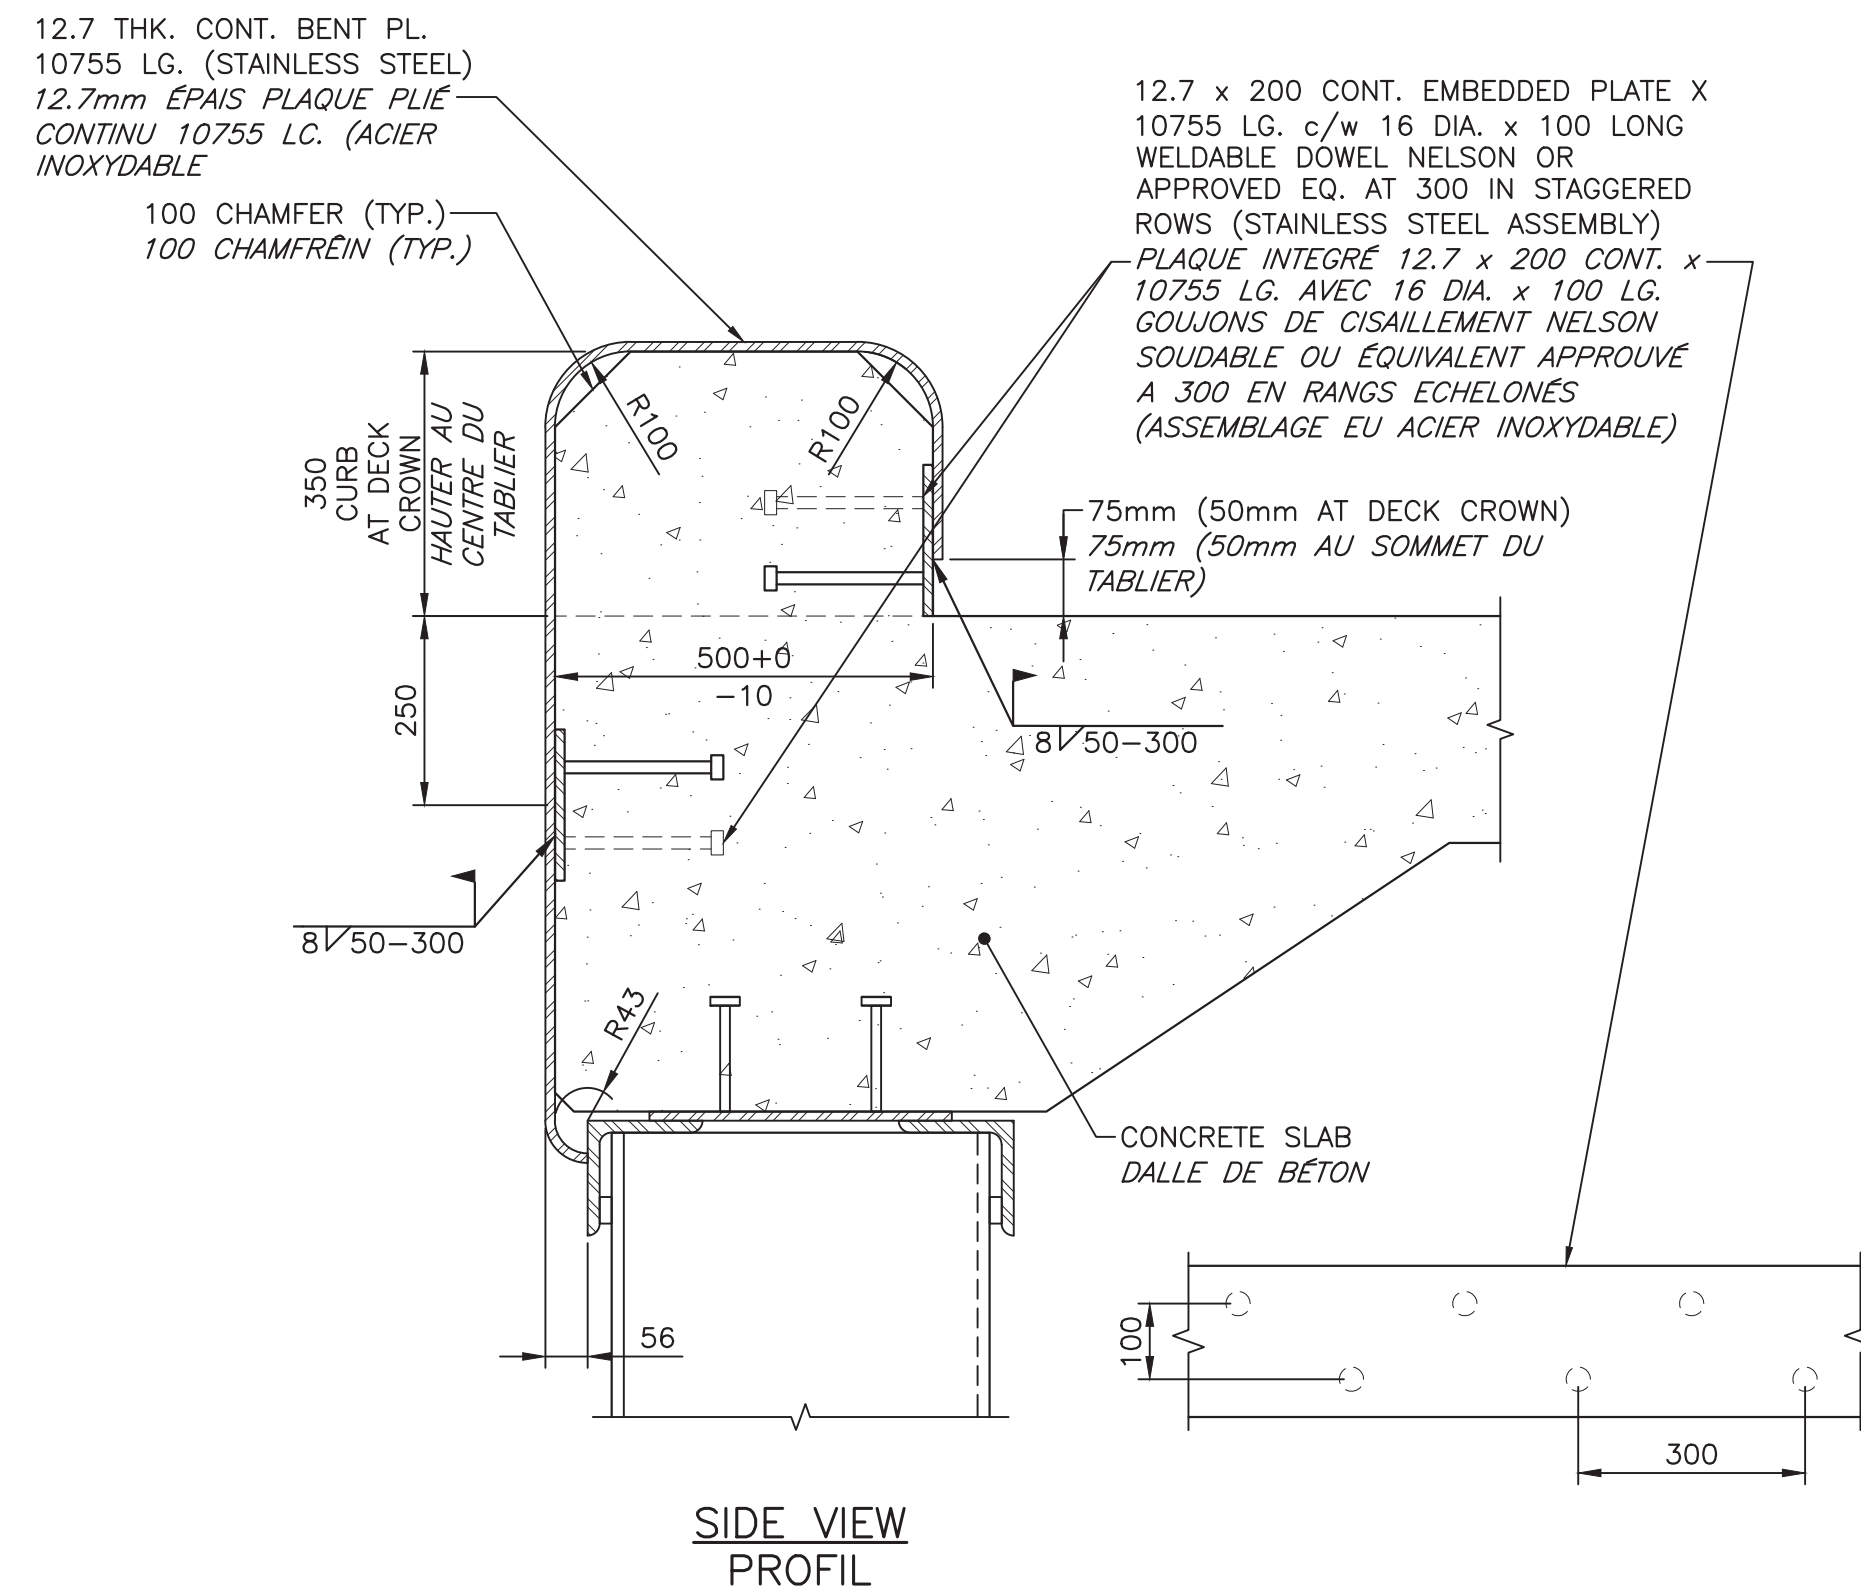 12.7 THK. CONT. BENT PL.
10755 LG. (STAINLESS STEEL)
12.7mm ÉPAIS PLAQUE PLIÉ
CONTINU 10755 LC. (ACIER
INOXYDABLE
100 CHAMFER (TYP.)
100 CHAMFRÊIN (TYP.)
12.7 x 200 CONT. EMBEDDED PLATE X
10755 LG. c/w 16 DIA. x 100 LONG
WELDABLE DOWEL NELSON OR
APPROVED EQ. AT 300 IN STAGGERED
ROWS (STAINLESS STEEL ASSEMBLY)
PLAQUE INTEGRÉ 12.7 x 200 CONT. x
10755 LG. AVEC 16 DIA. x 100 LG.
GOUJONS DE CISAILLEMENT NELSON
SOUDABLE OU ÉQUIVALENT APPROUVÉ
A 300 EN RANGS ECHELONÉS
(ASSEMBLAGE EU ACIER INOXYDABLE)
350
CURB
AT DECK
CROWN
HAUTER AU
CENTRE DU
TABLIER
R100
R100
75mm (50mm AT DECK CROWN)
75mm (50mm AU SOMMET DU
TABLIER)
500+0
-10
250
8 50-300
8 50-300
R43
CONCRETE SLAB
DALLE DE BÉTON
56
100
300
SIDE VIEW
PROFIL